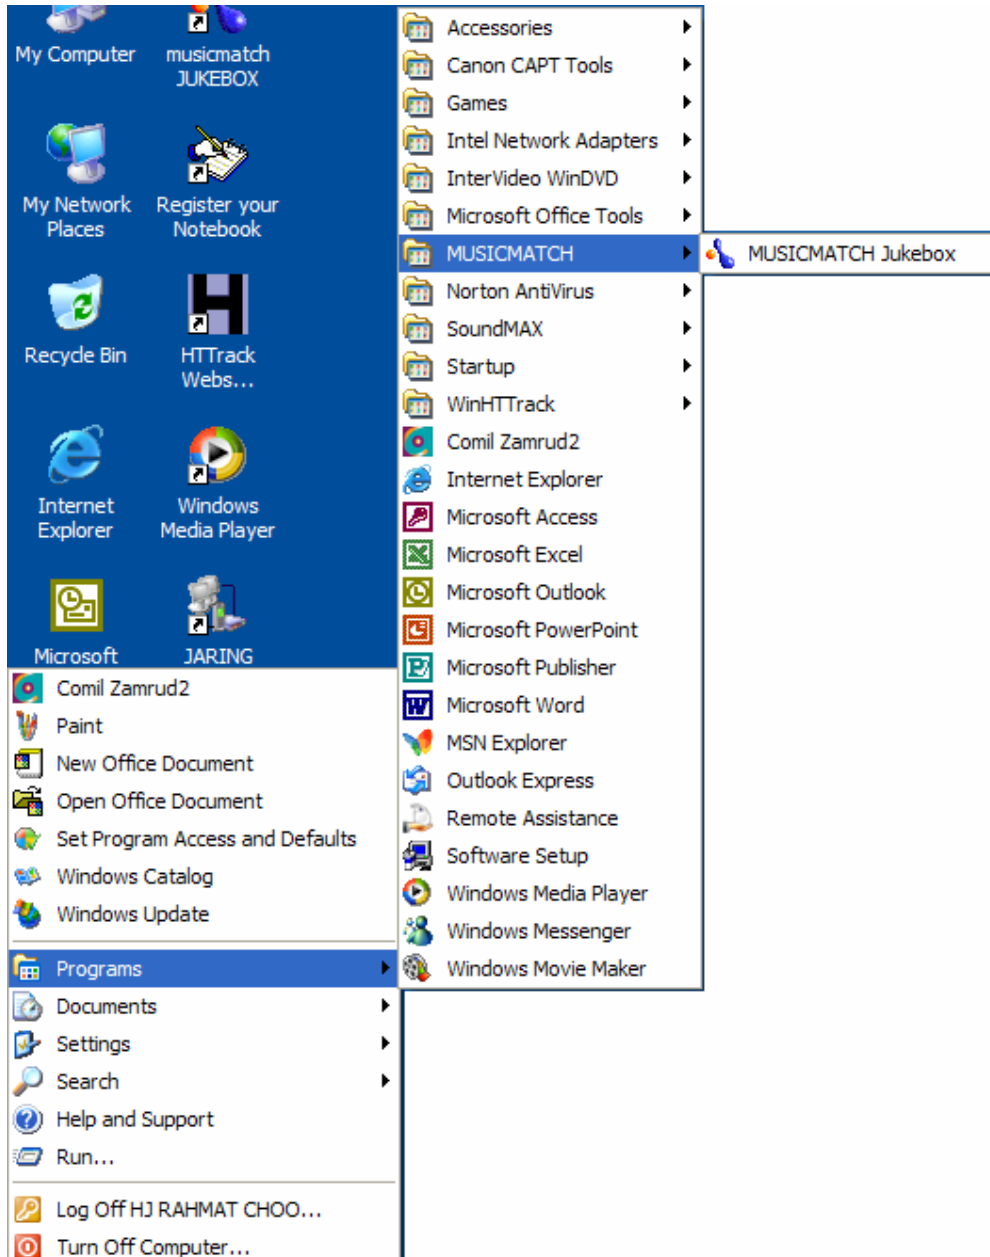 My Computer
musicmatch
JUKEBOX
My Network
Places
Register your
Notebook
Recycle Bin
HTTrack
Webs...
Internet
Explorer
Windows
Media Player
Microsoft
JARING
Comil Zamrud2
Paint
New Office Document
Open Office Document
Set Program Access and Defaults
Windows Catalog
Windows Update
Programs
Documents
Settings
Search
Help and Support
Run...
Log Off HJ RAHMAT CHOO...
Turn Off Computer...
Accessories
Canon CAPT Tools
Games
Intel Network Adapters
InterVideo WinDVD
Microsoft Office Tools
MUSICMATCH
Norton AntiVirus
SoundMAX
Startup
WinHTTrack
Comil Zamrud2
Internet Explorer
Microsoft Access
Microsoft Excel
Microsoft Outlook
Microsoft PowerPoint
Microsoft Publisher
Microsoft Word
MSN Explorer
Outlook Express
Remote Assistance
Software Setup
Windows Media Player
Windows Messenger
Windows Movie Maker
MUSICMATCH Jukebox